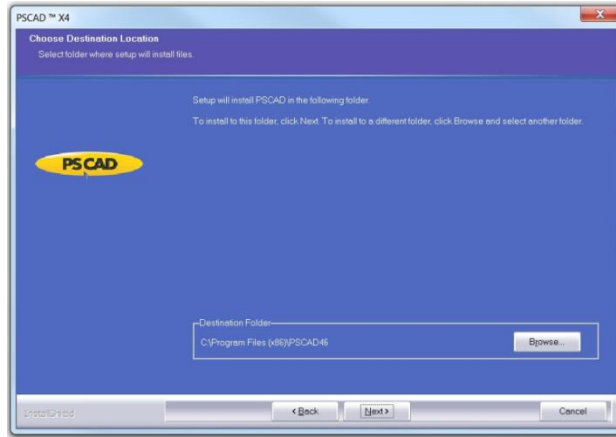 PSCAD ™ X4
Choose Destination Location
Select folder where setup will install files.
Setup will install PSCAD in the following folder.
To install to this folder, click Next. To install to a different folder, click Browse and select another folder.
PSCAD
Destination Folder
C:\Program Files (x86)\PSCAD46
Browse...
InstallShield
< Back
Next >
Cancel